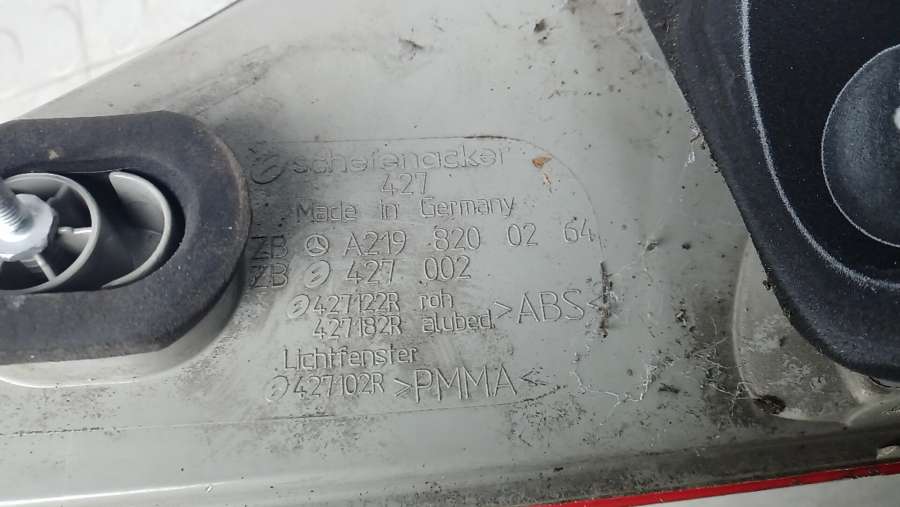 schefenacker
427
Made in Germany
ZB A219 820 02 64
ZB 427 002
427122R roh
427182R alubed. >ABS<
Lichtfenster
427102R >PMMA<